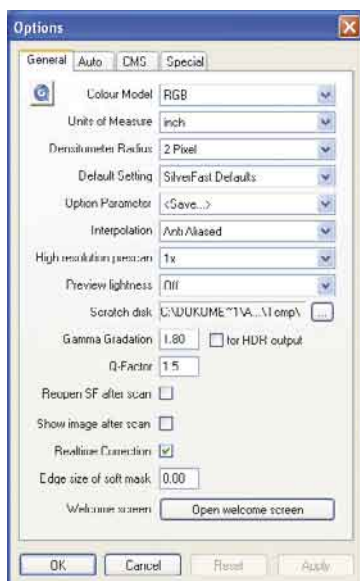 Options
General Auto CMS Special
Colour Model RGB
Units of Measure inch
Densitometer Radius 2 Pixel
Default Setting SilverFast Defaults
Option Parameter <Save...>
Interpolation Anti Aliased
High resolution prescan 1x
Preview lightness Off
Scratch disk C:\DOKUME~1\A...\Temp\ ...
Gamma Gradation 1.80 for HDR output
Q-Factor 1.5
Reopen SF after scan
Show image after scan
Realtime Correction
Edge size of soft mask 0.00
Welcome screen Open welcome screen
OK Cancel Reset Apply